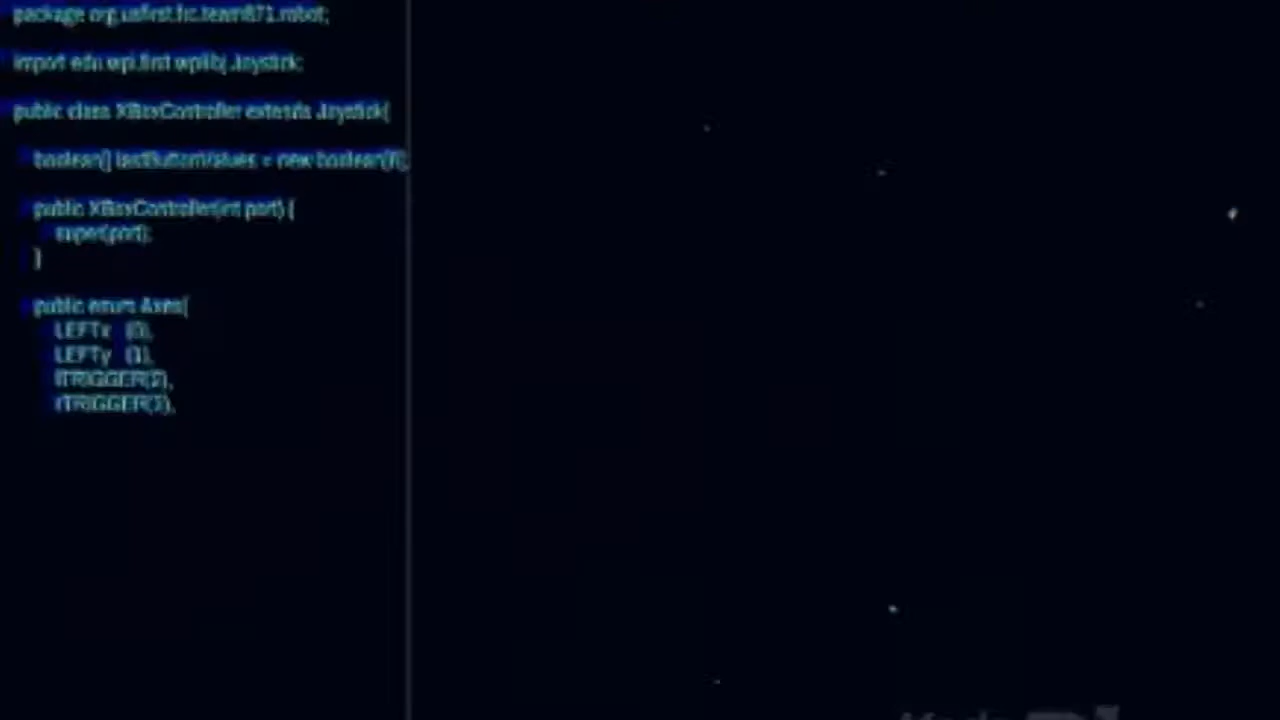 package org.usfirst.frc.team871.robot;
import edu.wpi.first.wpilibj.Joystick;
public class XBoxController extends Joystick{
boolean[] lastButtonValues = new boolean[8];
public XBoxController(int port) {
super(port);
}
public enum Axes{
LEFTx (0),
LEFTy (1),
lTRIGGER(2),
rTRIGGER(3),